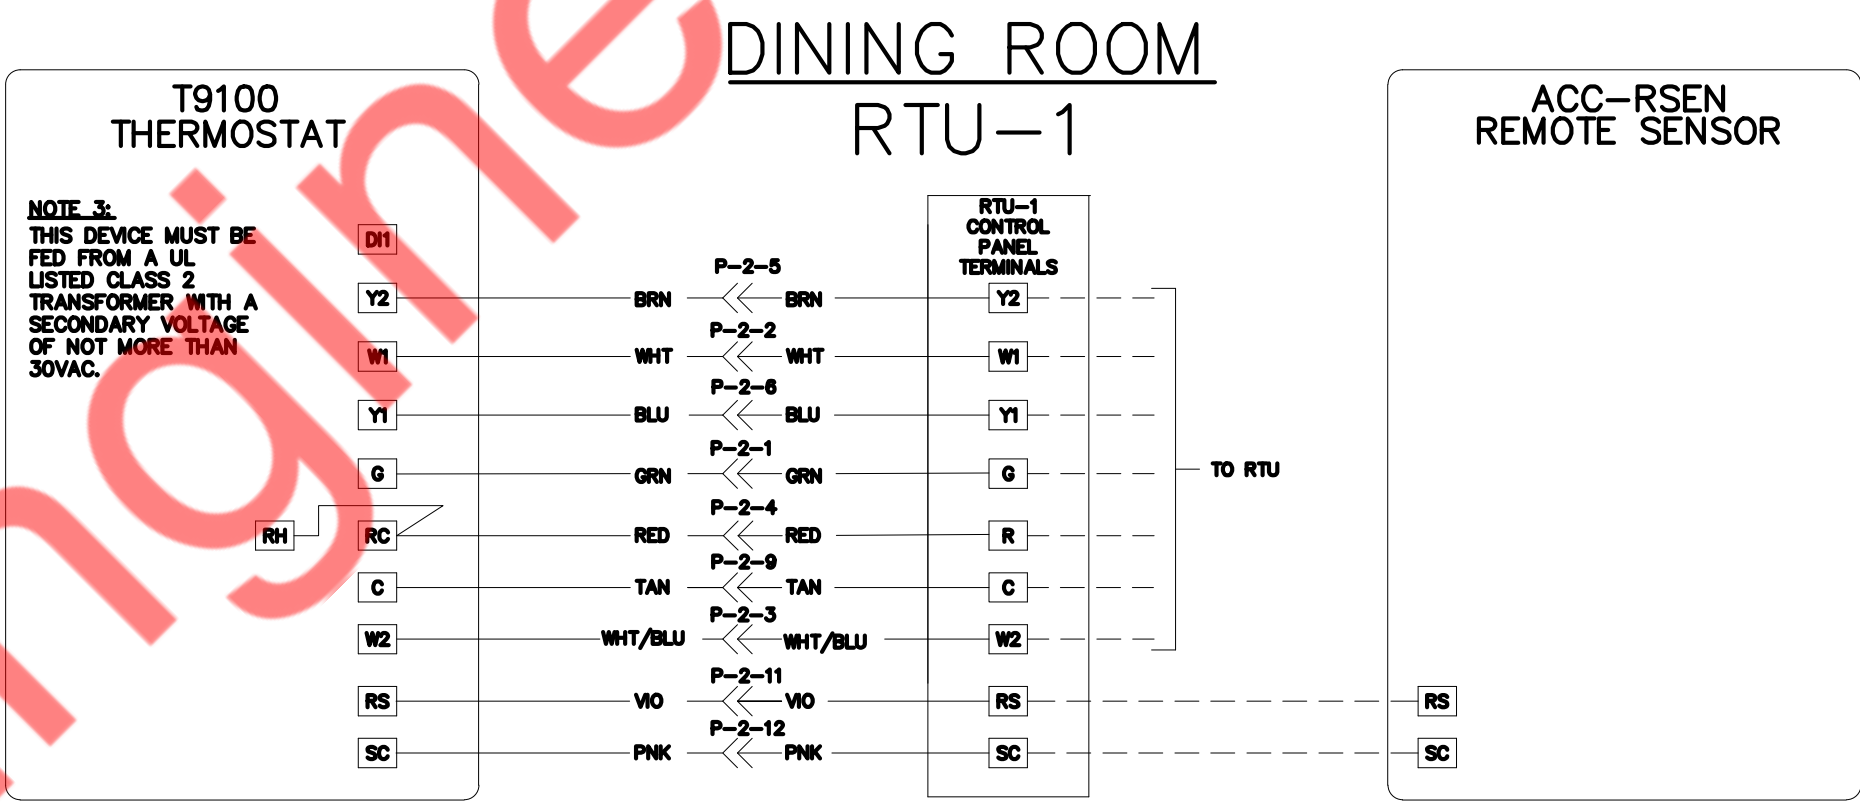 DINING ROOM
RTU-1
T9100
THERMOSTAT
NOTE 3:
THIS DEVICE MUST BE
FED FROM A UL
LISTED CLASS 2
TRANSFORMER WITH A
SECONDARY VOLTAGE
OF NOT MORE THAN
30VAC.
ACC-RSEN
REMOTE SENSOR
RTU-1
CONTROL
PANEL
TERMINALS
DI1
P-2-5
Y2 BRN BRN Y2
P-2-2
W1 WHT WHT W1
P-2-6
Y1 BLU BLU Y1
P-2-1
G GRN GRN G
TO RTU
P-2-4
RH RC RED RED R
P-2-9
C TAN TAN C
P-2-3
W2 WHT/BLU WHT/BLU W2
P-2-11
RS VIO VIO RS RS
P-2-12
SC PNK PNK SC SC
ngine